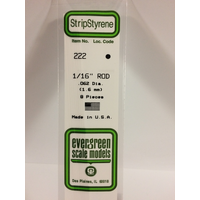 StripStyrene
Item No. Loc. Code
222
1/16" ROD
.062 Dia.
(1.6 mm)
8 Pieces
Made in U.S.A.
evergreen
scale models
Des Plaines, IL 60018